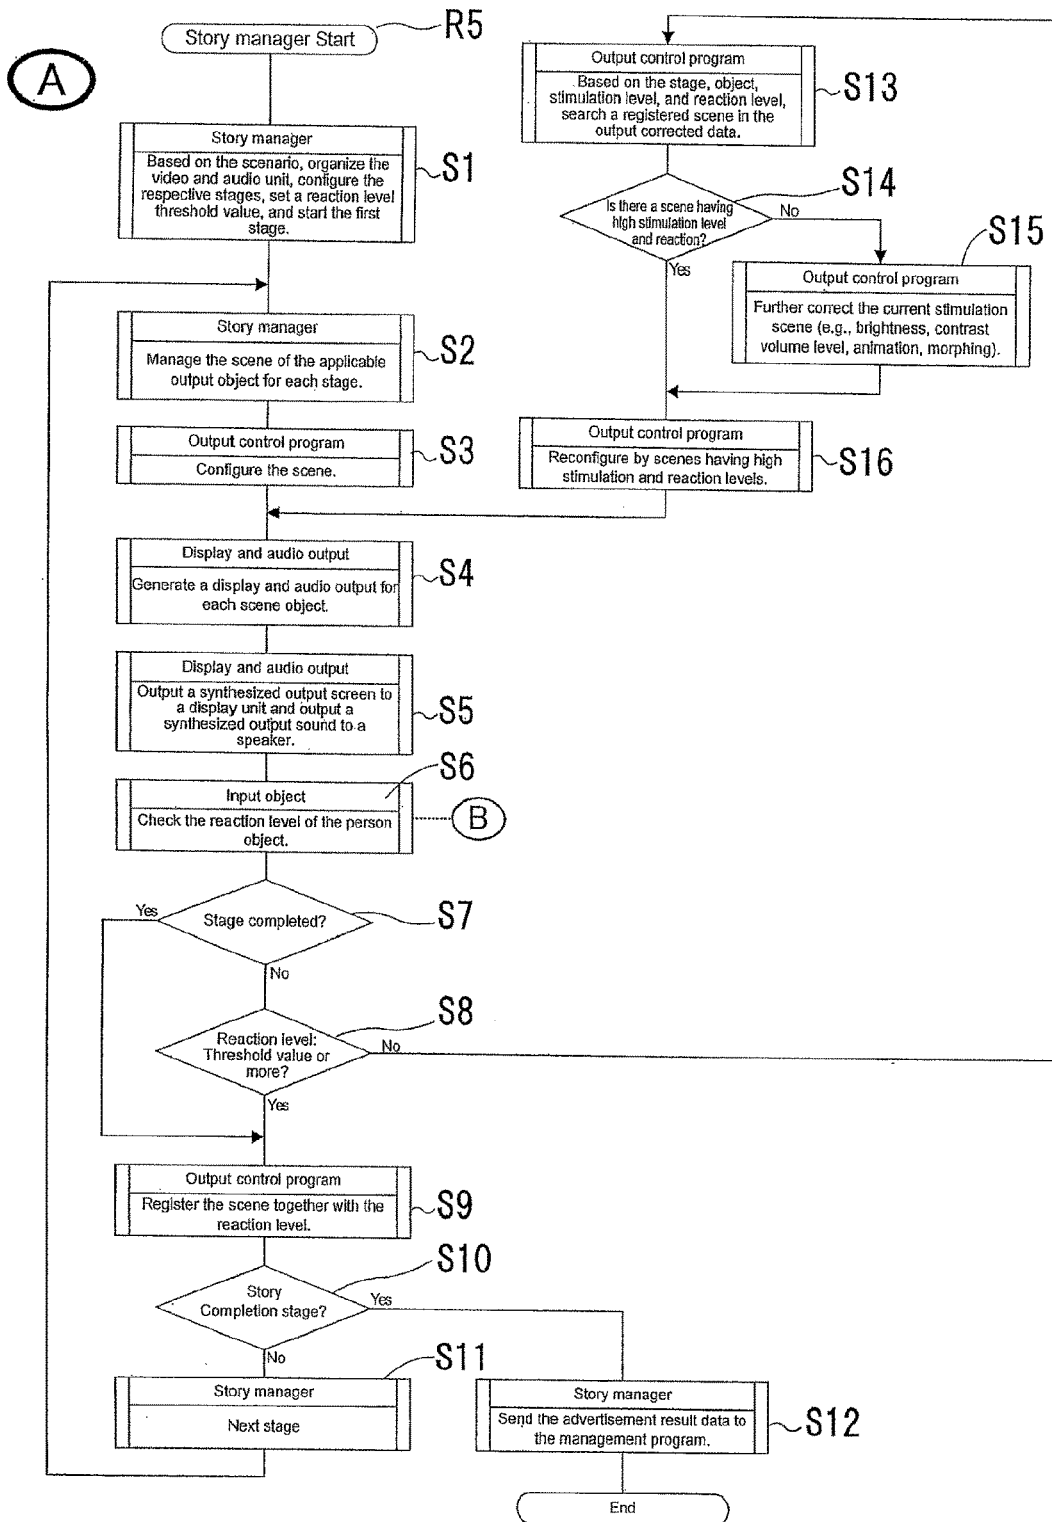 Story manager Start
R5
A
Story manager
Based on the scenario, organize the
video and audio unit, configure the
respective stages, set a reaction level
threshold value, and start the first
stage.
S1
Story manager
Manage the scene of the applicable
output object for each stage.
S2
Output control program
Configure the scene.
S3
Display and audio output
Generate a display and audio output for
each scene object.
S4
Display and audio output
Output a synthesized output screen to
a display unit and output a
synthesized output sound to a
speaker.
S5
S6
Input object
Check the reaction level of the person
object.
B
Yes
Stage completed?
S7
No
S8
Reaction level:
Threshold value or
more?
No
Yes
Output control program
Register the scene together with the
reaction level.
S9
S10
Story
Completion stage?
Yes
No
S11
Story manager
Next stage
Story manager
Send the advertisement result data to
the management program.
S12
End
Output control program
Based on the stage, object,
stimulation level, and reaction level,
search a registered scene in the
output corrected data.
S13
S14
Is there a scene having
high stimulation level
and reaction?
No
Yes
S15
Output control program
Further correct the current stimulation
scene (e.g., brightness, contrast
volume level, animation, morphing).
Output control program
Reconfigure by scenes having high
stimulation and reaction levels.
S16